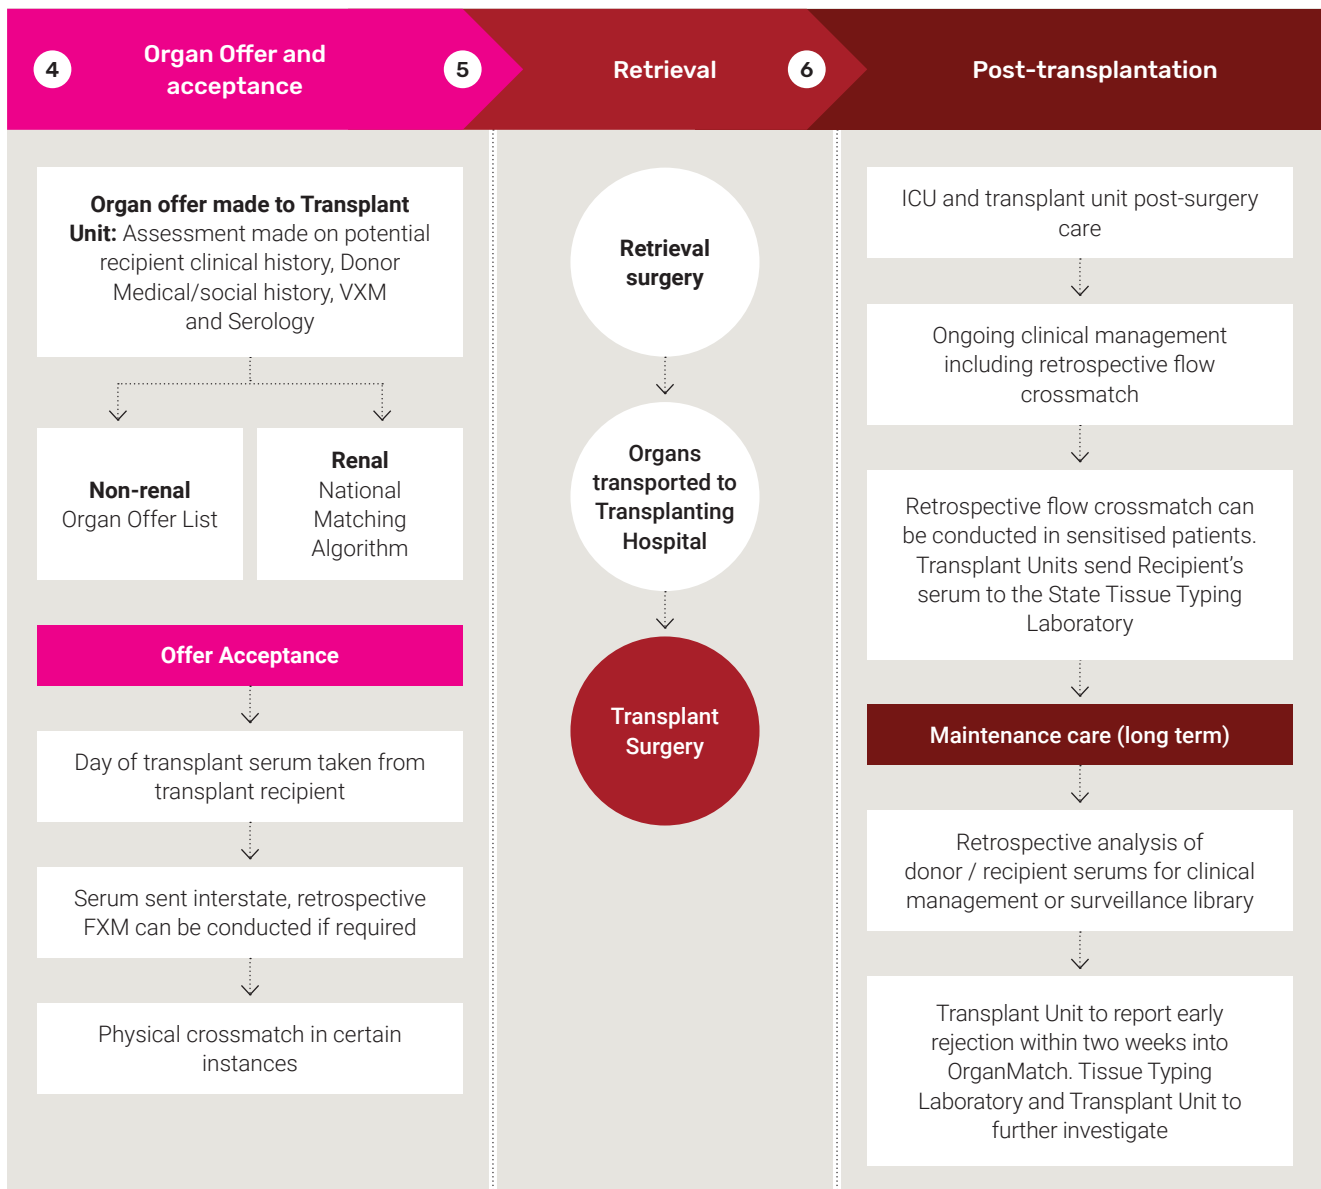 4
Organ Offer and
acceptance
5
Retrieval
6
Post-transplantation
Organ offer made to Transplant
Unit: Assessment made on potential
recipient clinical history, Donor
Medical/social history, VXM
and Serology
Non-renal
Organ Offer List
Renal
National
Matching
Algorithm
Offer Acceptance
Day of transplant serum taken from
transplant recipient
Serum sent interstate, retrospective
FXM can be conducted if required
Physical crossmatch in certain
instances
Retrieval
surgery
Organs
transported to
Transplanting
Hospital
Transplant
Surgery
ICU and transplant unit post-surgery
care
Ongoing clinical management
including retrospective flow
crossmatch
Retrospective flow crossmatch can
be conducted in sensitised patients.
Transplant Units send Recipient’s
serum to the State Tissue Typing
Laboratory
Maintenance care (long term)
Retrospective analysis of
donor / recipient serums for clinical
management or surveillance library
Transplant Unit to report early
rejection within two weeks into
OrganMatch. Tissue Typing
Laboratory and Transplant Unit to
further investigate